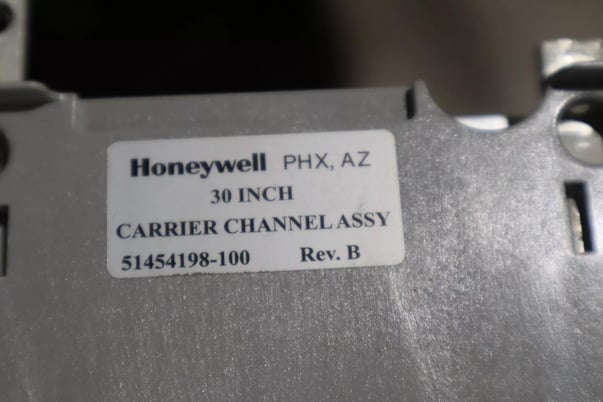 Honeywell PHX, AZ
30 INCH
CARRIER CHANNEL ASSY
51454198-100 Rev. B